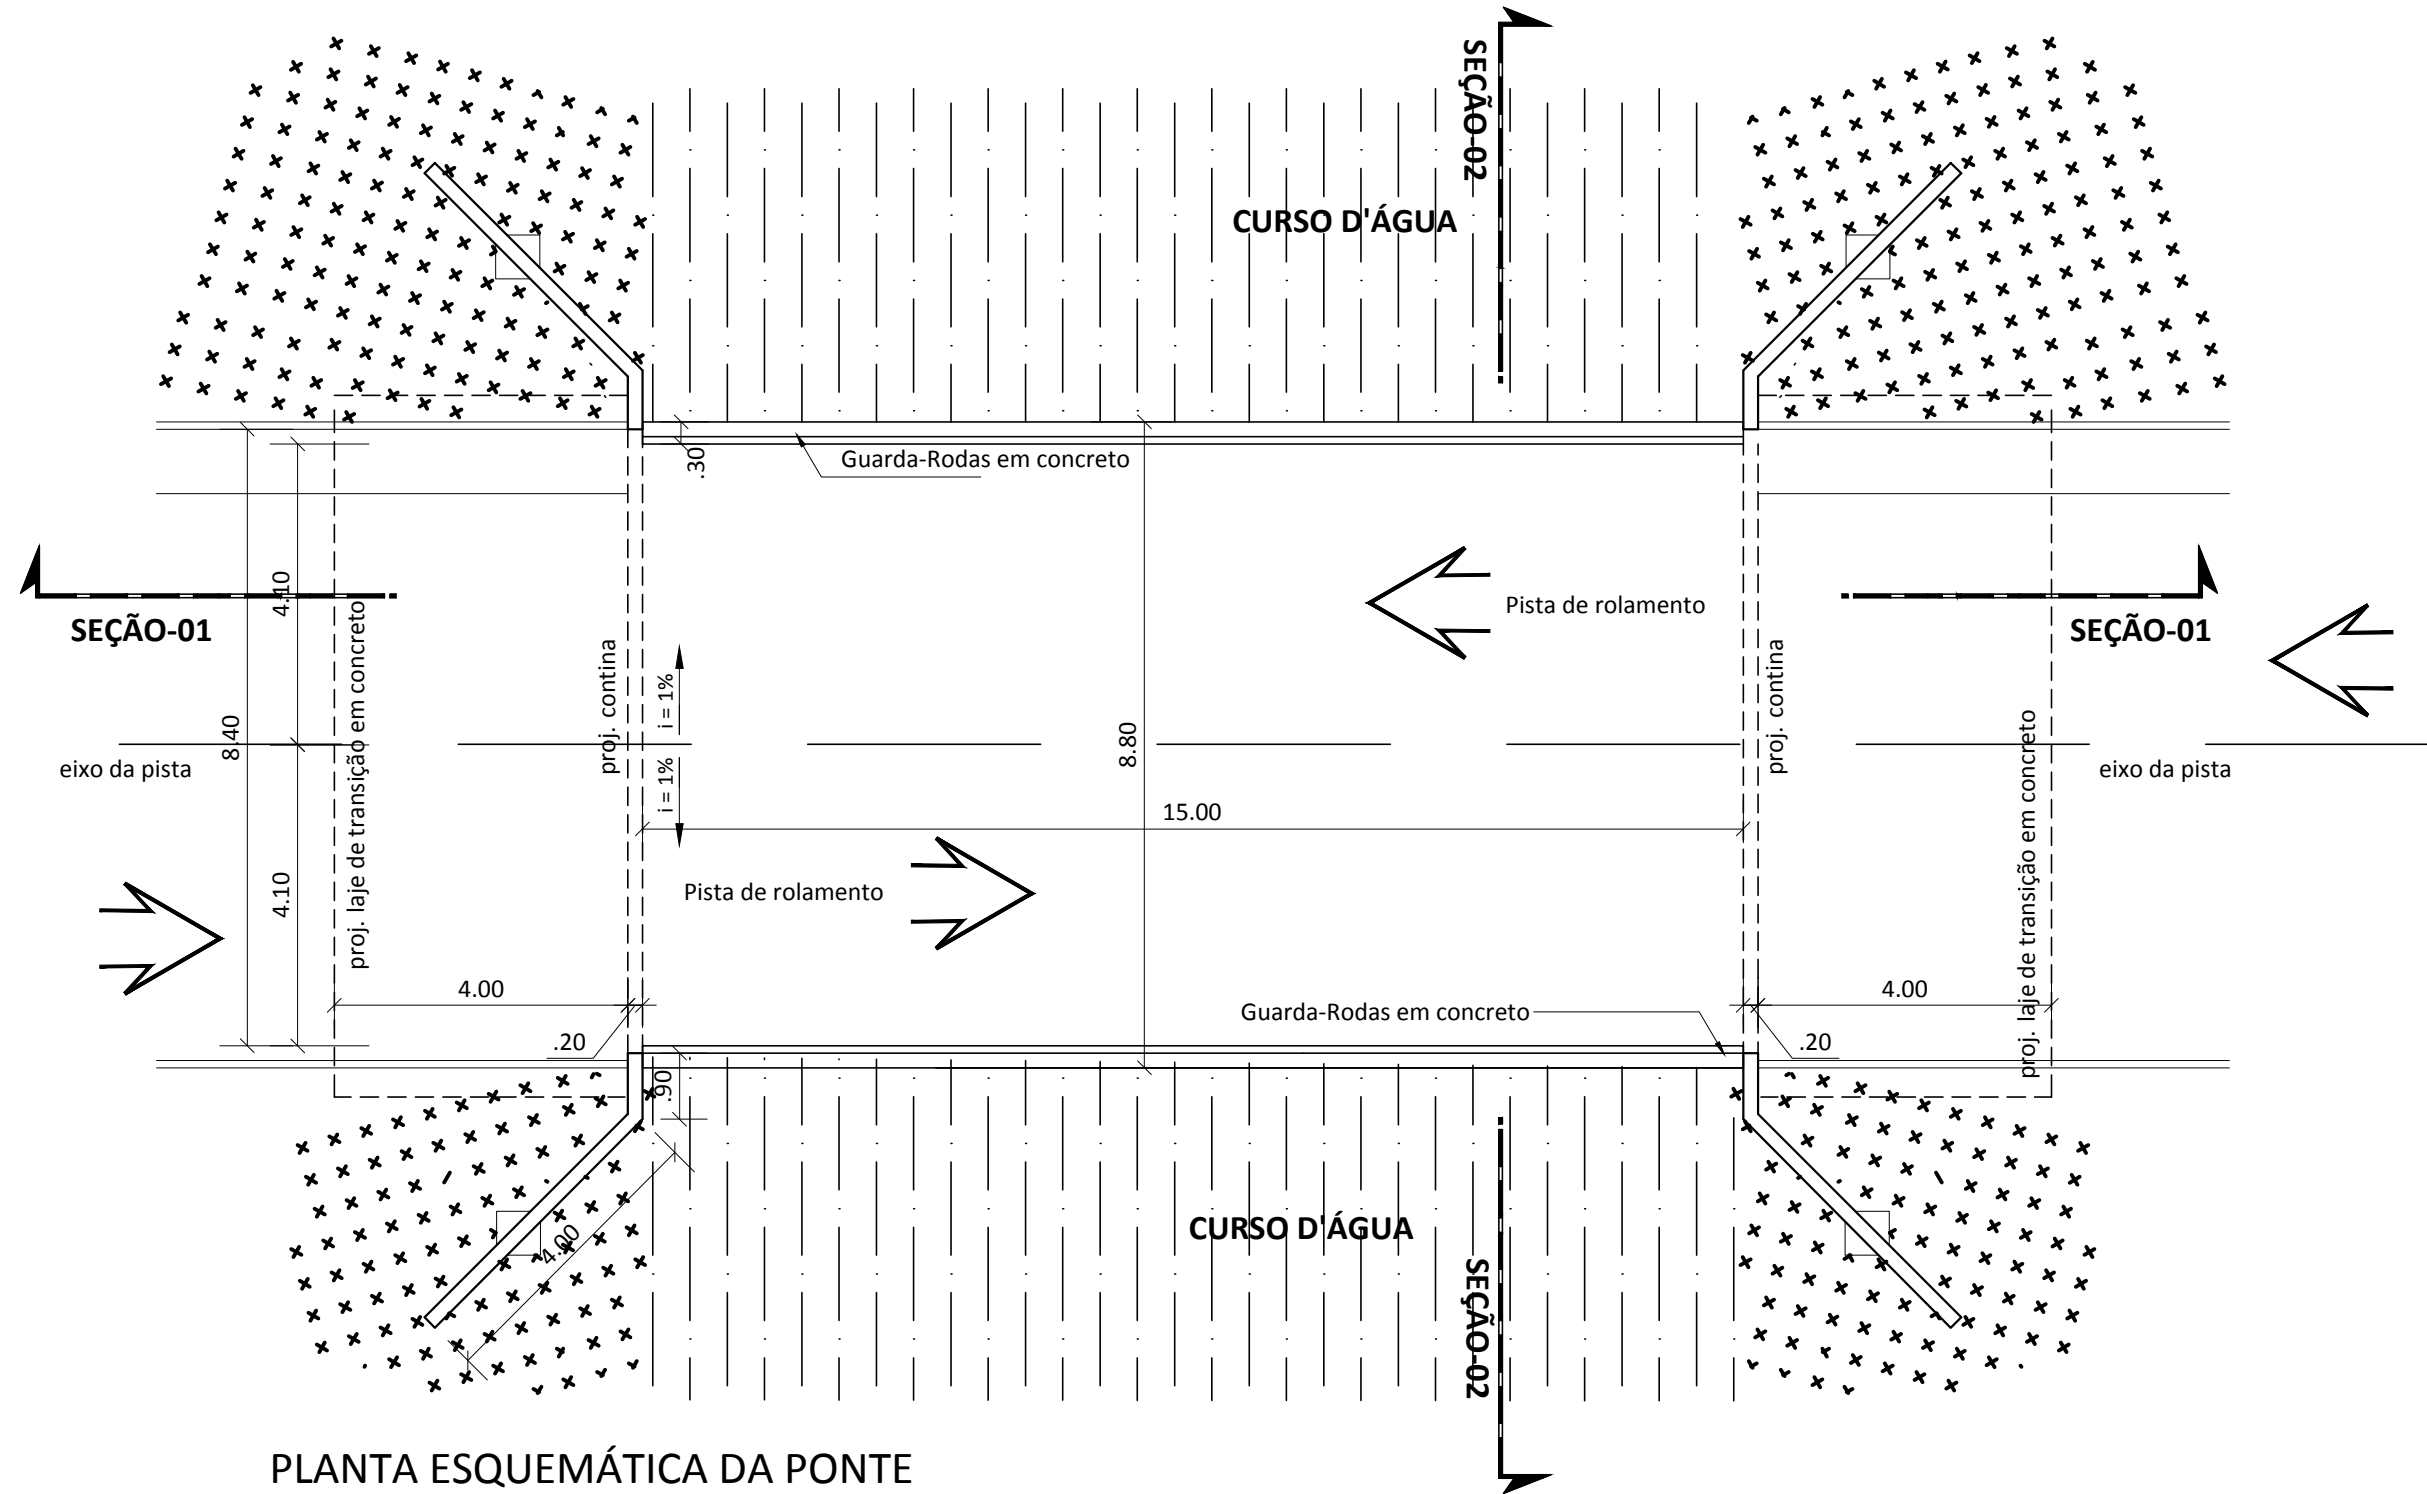 SEÇÃO-02
CURSO D'ÁGUA
.30
Guarda-Rodas em concreto
4.10
Pista de rolamento
SEÇÃO-01
SEÇÃO-01
proj. laje de transição em concreto
proj. contina
i = 1%
i = 1%
proj. contina
proj. laje de transição em concreto
8.40
8.80
eixo da pista
eixo da pista
15.00
4.10
Pista de rolamento
4.00
4.00
Guarda-Rodas em concreto
.20
.20
.90
4.00
CURSO D'ÁGUA
SEÇÃO-02
PLANTA ESQUEMÁTICA DA PONTE